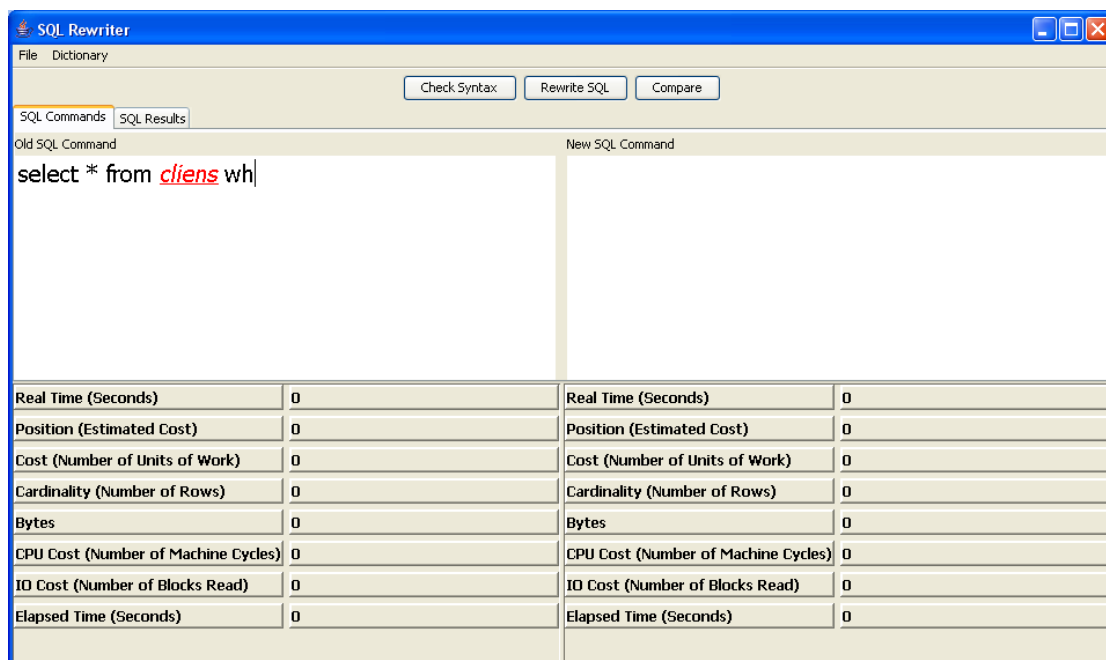 SQL Rewriter
File Dictionary
Check Syntax Rewrite SQL Compare
SQL Commands SQL Results
Old SQL Command New SQL Command
select * from cliens wh
Real Time (Seconds) 0 Real Time (Seconds) 0
Position (Estimated Cost) 0 Position (Estimated Cost) 0
Cost (Number of Units of Work) 0 Cost (Number of Units of Work) 0
Cardinality (Number of Rows) 0 Cardinality (Number of Rows) 0
Bytes 0 Bytes 0
CPU Cost (Number of Machine Cycles) 0 CPU Cost (Number of Machine Cycles) 0
IO Cost (Number of Blocks Read) 0 IO Cost (Number of Blocks Read) 0
Elapsed Time (Seconds) 0 Elapsed Time (Seconds) 0